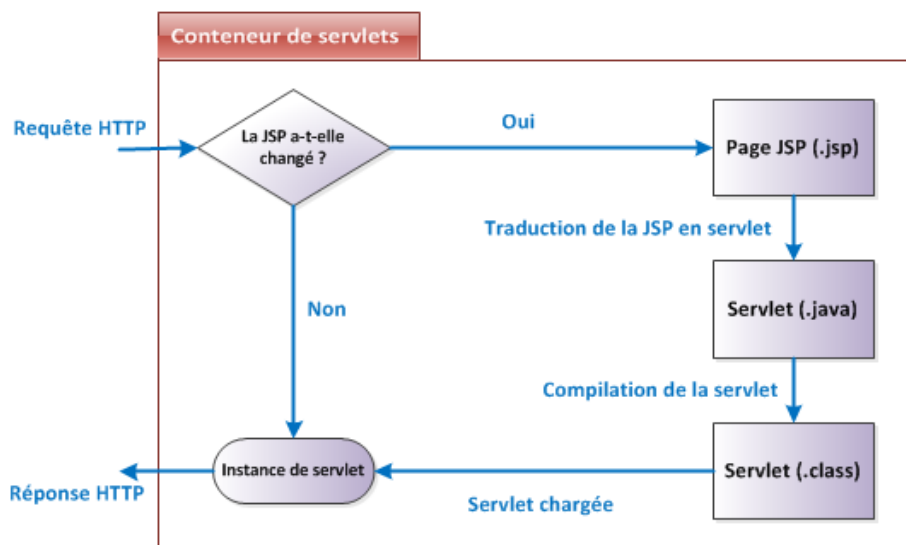 Conteneur de servlets
Requête HTTP
La JSP a-t-elle
changé ?
Oui
Page JSP (.jsp)
Traduction de la JSP en servlet
Servlet (.java)
Non
Compilation de la servlet
Instance de servlet
Servlet (.class)
Réponse HTTP
Servlet chargée